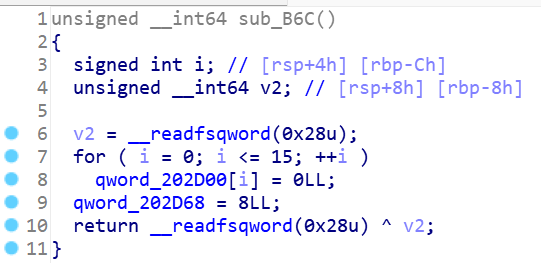 1 unsigned __int64 sub_B6C()
2 {
3   signed int i; // [rsp+4h] [rbp-Ch]
4   unsigned __int64 v2; // [rsp+8h] [rbp-8h]
5
6   v2 = __readfsqword(0x28u);
7   for ( i = 0; i <= 15; ++i )
8     qword_202D00[i] = 0LL;
9   qword_202D68 = 8LL;
10   return __readfsqword(0x28u) ^ v2;
11 }